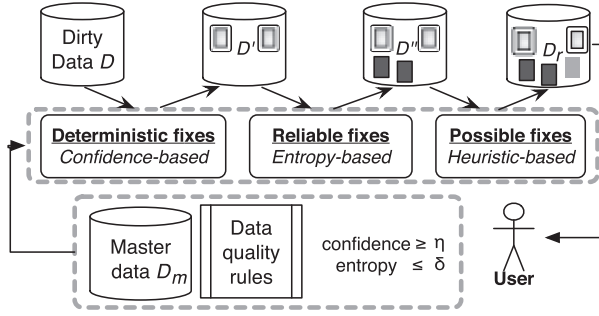 Dirty
Data D
D'
D''
Dr
Deterministic fixes
Confidence-based
Reliable fixes
Entropy-based
Possible fixes
Heuristic-based
Master
data Dm
Data
quality
rules
confidence ≥ η
entropy ≤ δ
User